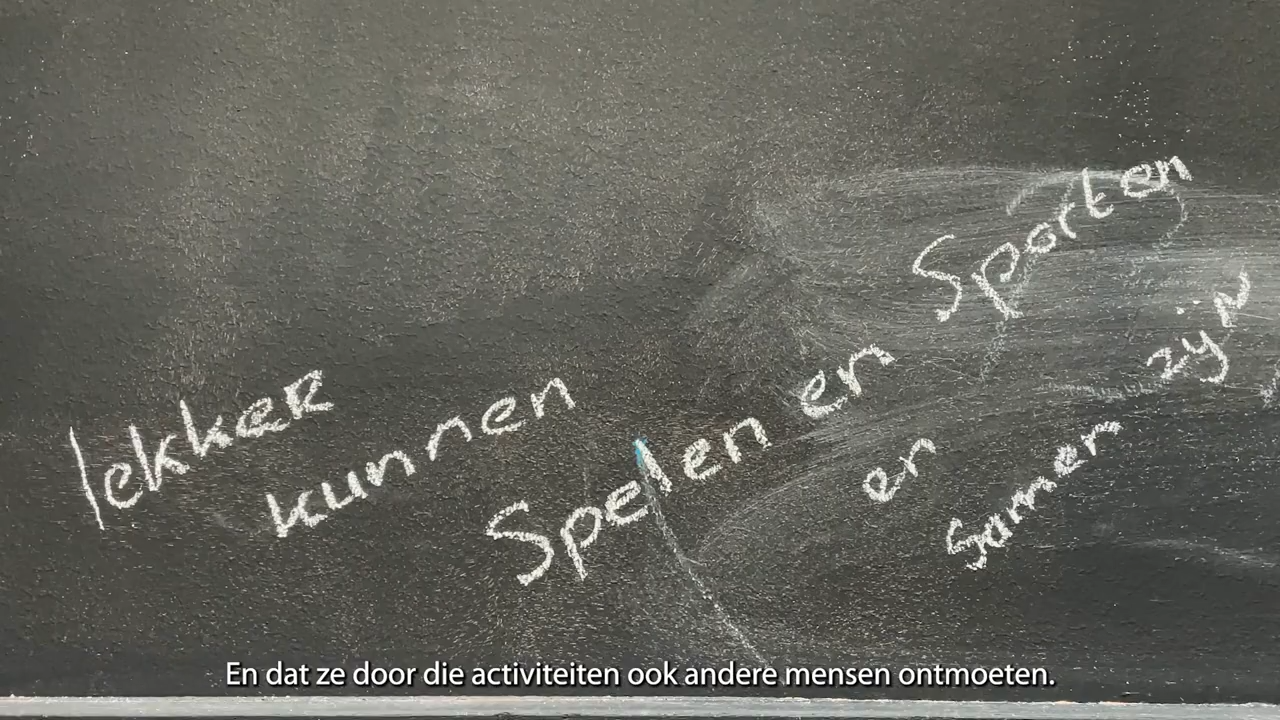 lekker kunnen Spelen en Sporten
en Samen zijn
En dat ze door die activiteiten ook andere mensen ontmoeten.